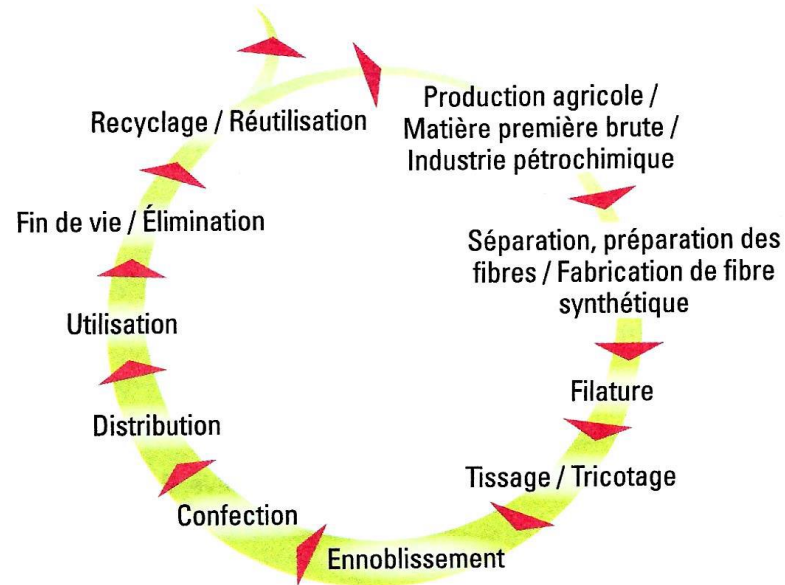 Production agricole /
Matière première brute /
Industrie pétrochimique
Séparation, préparation des
fibres / Fabrication de fibre
synthétique
Filature
Tissage / Tricotage
Ennoblissement
Confection
Distribution
Utilisation
Fin de vie / Élimination
Recyclage / Réutilisation